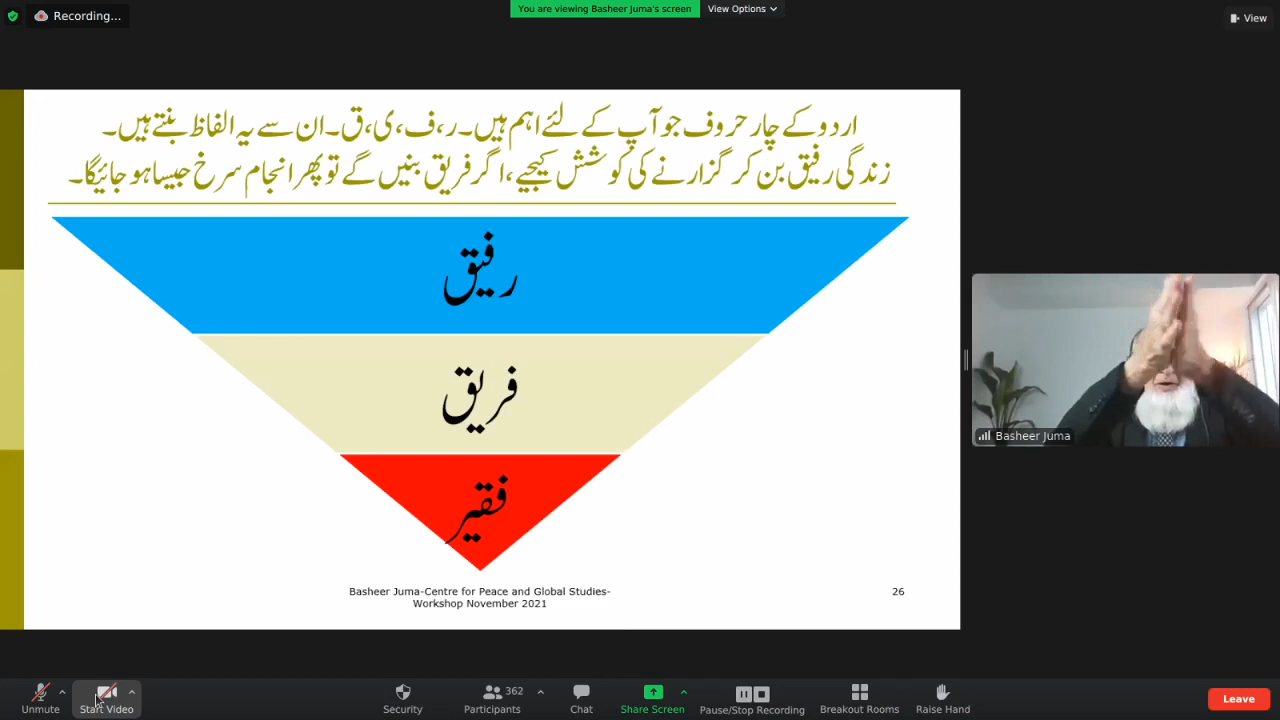 Recording...
You are viewing Basheer Juma's screen
View Options
View
اردو کے چار حروف جو آپ کے لئے اہم ہیں۔ ر، ف، ی، ق۔ ان سے یہ الفاظ بنتے ہیں۔
زندگی رفیق بن کر گزارنے کی کوشش کیجیے، اگر فریق بنیں گے تو پھر انجام سرخ جیسا ہو جائیگا۔
رفیق
فریق
فقیر
Basheer Juma
Basheer Juma-Centre for Peace and Global Studies-
Workshop November 2021
26
Unmute
Start Video
Security
362
Participants
Chat
Share Screen
Pause/Stop Recording
Breakout Rooms
Raise Hand
Leave